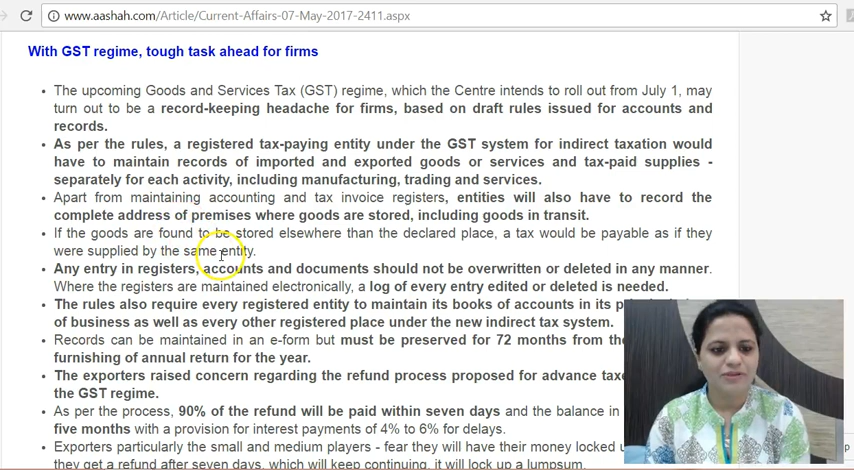 www.aashah.com/Article/Current-Affairs-07-May-2017-2411.aspx
With GST regime, tough task ahead for firms
• The upcoming Goods and Services Tax (GST) regime, which the Centre intends to roll out from July 1, may
turn out to be a record-keeping headache for firms, based on draft rules issued for accounts and
records.
• As per the rules, a registered tax-paying entity under the GST system for indirect taxation would
have to maintain records of imported and exported goods or services and tax-paid supplies -
separately for each activity, including manufacturing, trading and services.
• Apart from maintaining accounting and tax invoice registers, entities will also have to record the
complete address of premises where goods are stored, including goods in transit.
• If the goods are found to be stored elsewhere than the declared place, a tax would be payable as if they
were supplied by the same entity.
• Any entry in registers, accounts and documents should not be overwritten or deleted in any manner.
Where the registers are maintained electronically, a log of every entry edited or deleted is needed.
• The rules also require every registered entity to maintain its books of accounts in its
of business as well as every other registered place under the new indirect tax system.
• Records can be maintained in an e-form but must be preserved for 72 months from the
furnishing of annual return for the year.
• The exporters raised concern regarding the refund process proposed for advance
the GST regime.
• As per the process, 90% of the refund will be paid within seven days and the balance in
five months with a provision for interest payments of 4% to 6% for delays.
• Exporters particularly the small and medium players - fear they will have their money locked
they get a refund after seven days, which will keep continuing, it will lock up a lumpsum.